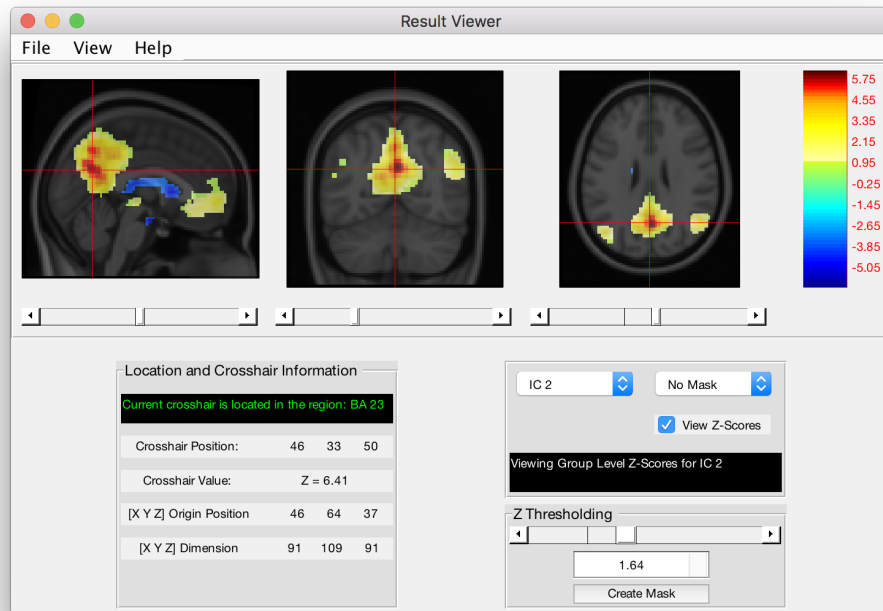 Result Viewer
File View Help
5.75
4.55
3.35
2.15
0.95
-0.25
-1.45
-2.65
-3.85
-5.05
Location and Crosshair Information
Current crosshair is located in the region: BA 23
Crosshair Position: 46 33 50
Crosshair Value: Z = 6.41
[X Y Z] Origin Position 46 64 37
[X Y Z] Dimension 91 109 91
IC 2 No Mask
View Z-Scores
Viewing Group Level Z-Scores for IC 2
Z Thresholding
1.64
Create Mask